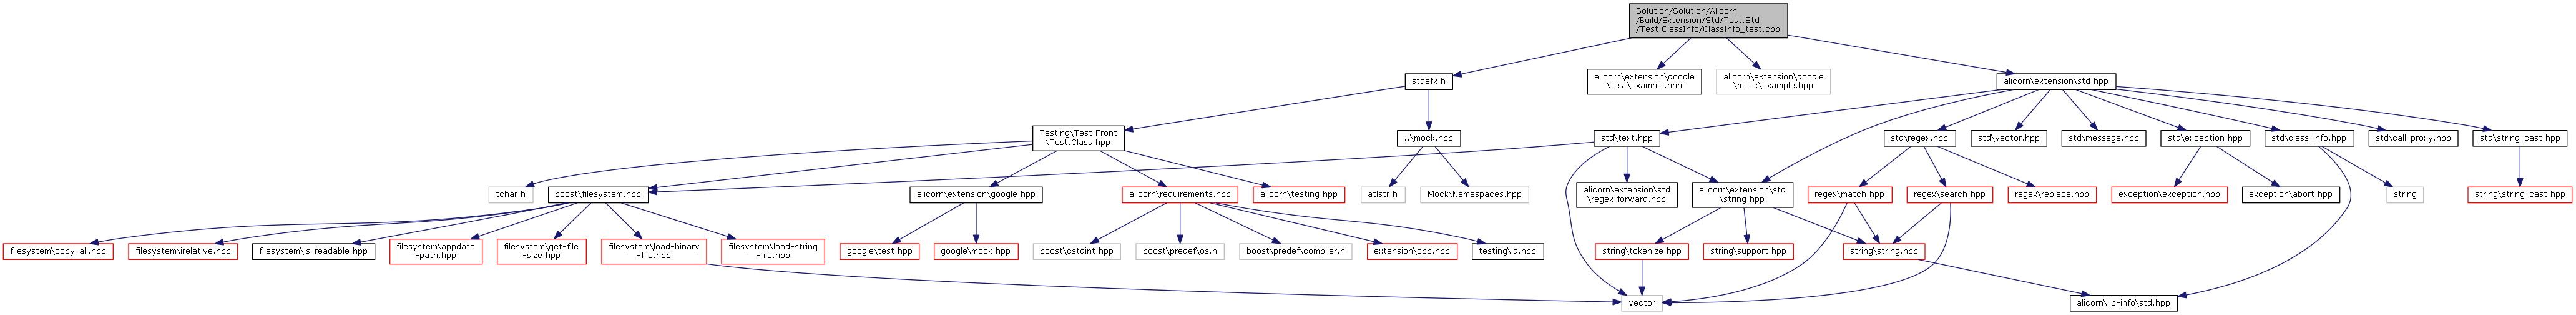 Solution/Solution/Alicorn
/Build/Extension/Std/Test.Std
/Test.ClassInfo/ClassInfo_test.cpp
stdafx.h
alicorn\extension\google
\test\example.hpp
alicorn\extension\google
\mock\example.hpp
alicorn\extension\std.hpp
Testing\Test.Front
\Test.Class.hpp
..\mock.hpp
std\text.hpp
std\regex.hpp
std\vector.hpp
std\message.hpp
std\exception.hpp
std\class-info.hpp
std\call-proxy.hpp
std\string-cast.hpp
tchar.h
boost\filesystem.hpp
alicorn\extension\google.hpp
alicorn\requirements.hpp
alicorn\testing.hpp
atlstr.h
Mock\Namespaces.hpp
alicorn\extension\std
\regex.forward.hpp
alicorn\extension\std
\string.hpp
regex\match.hpp
regex\search.hpp
regex\replace.hpp
exception\exception.hpp
exception\abort.hpp
string
string\string-cast.hpp
filesystem\copy-all.hpp
filesystem\irelative.hpp
filesystem\is-readable.hpp
filesystem\appdata
-path.hpp
filesystem\get-file
-size.hpp
filesystem\load-binary
-file.hpp
filesystem\load-string
-file.hpp
google\test.hpp
google\mock.hpp
boost\cstdint.hpp
boost\predef\os.h
boost\predef\compiler.h
extension\cpp.hpp
testing\id.hpp
string\tokenize.hpp
string\support.hpp
string\string.hpp
vector
alicorn\lib-info\std.hpp